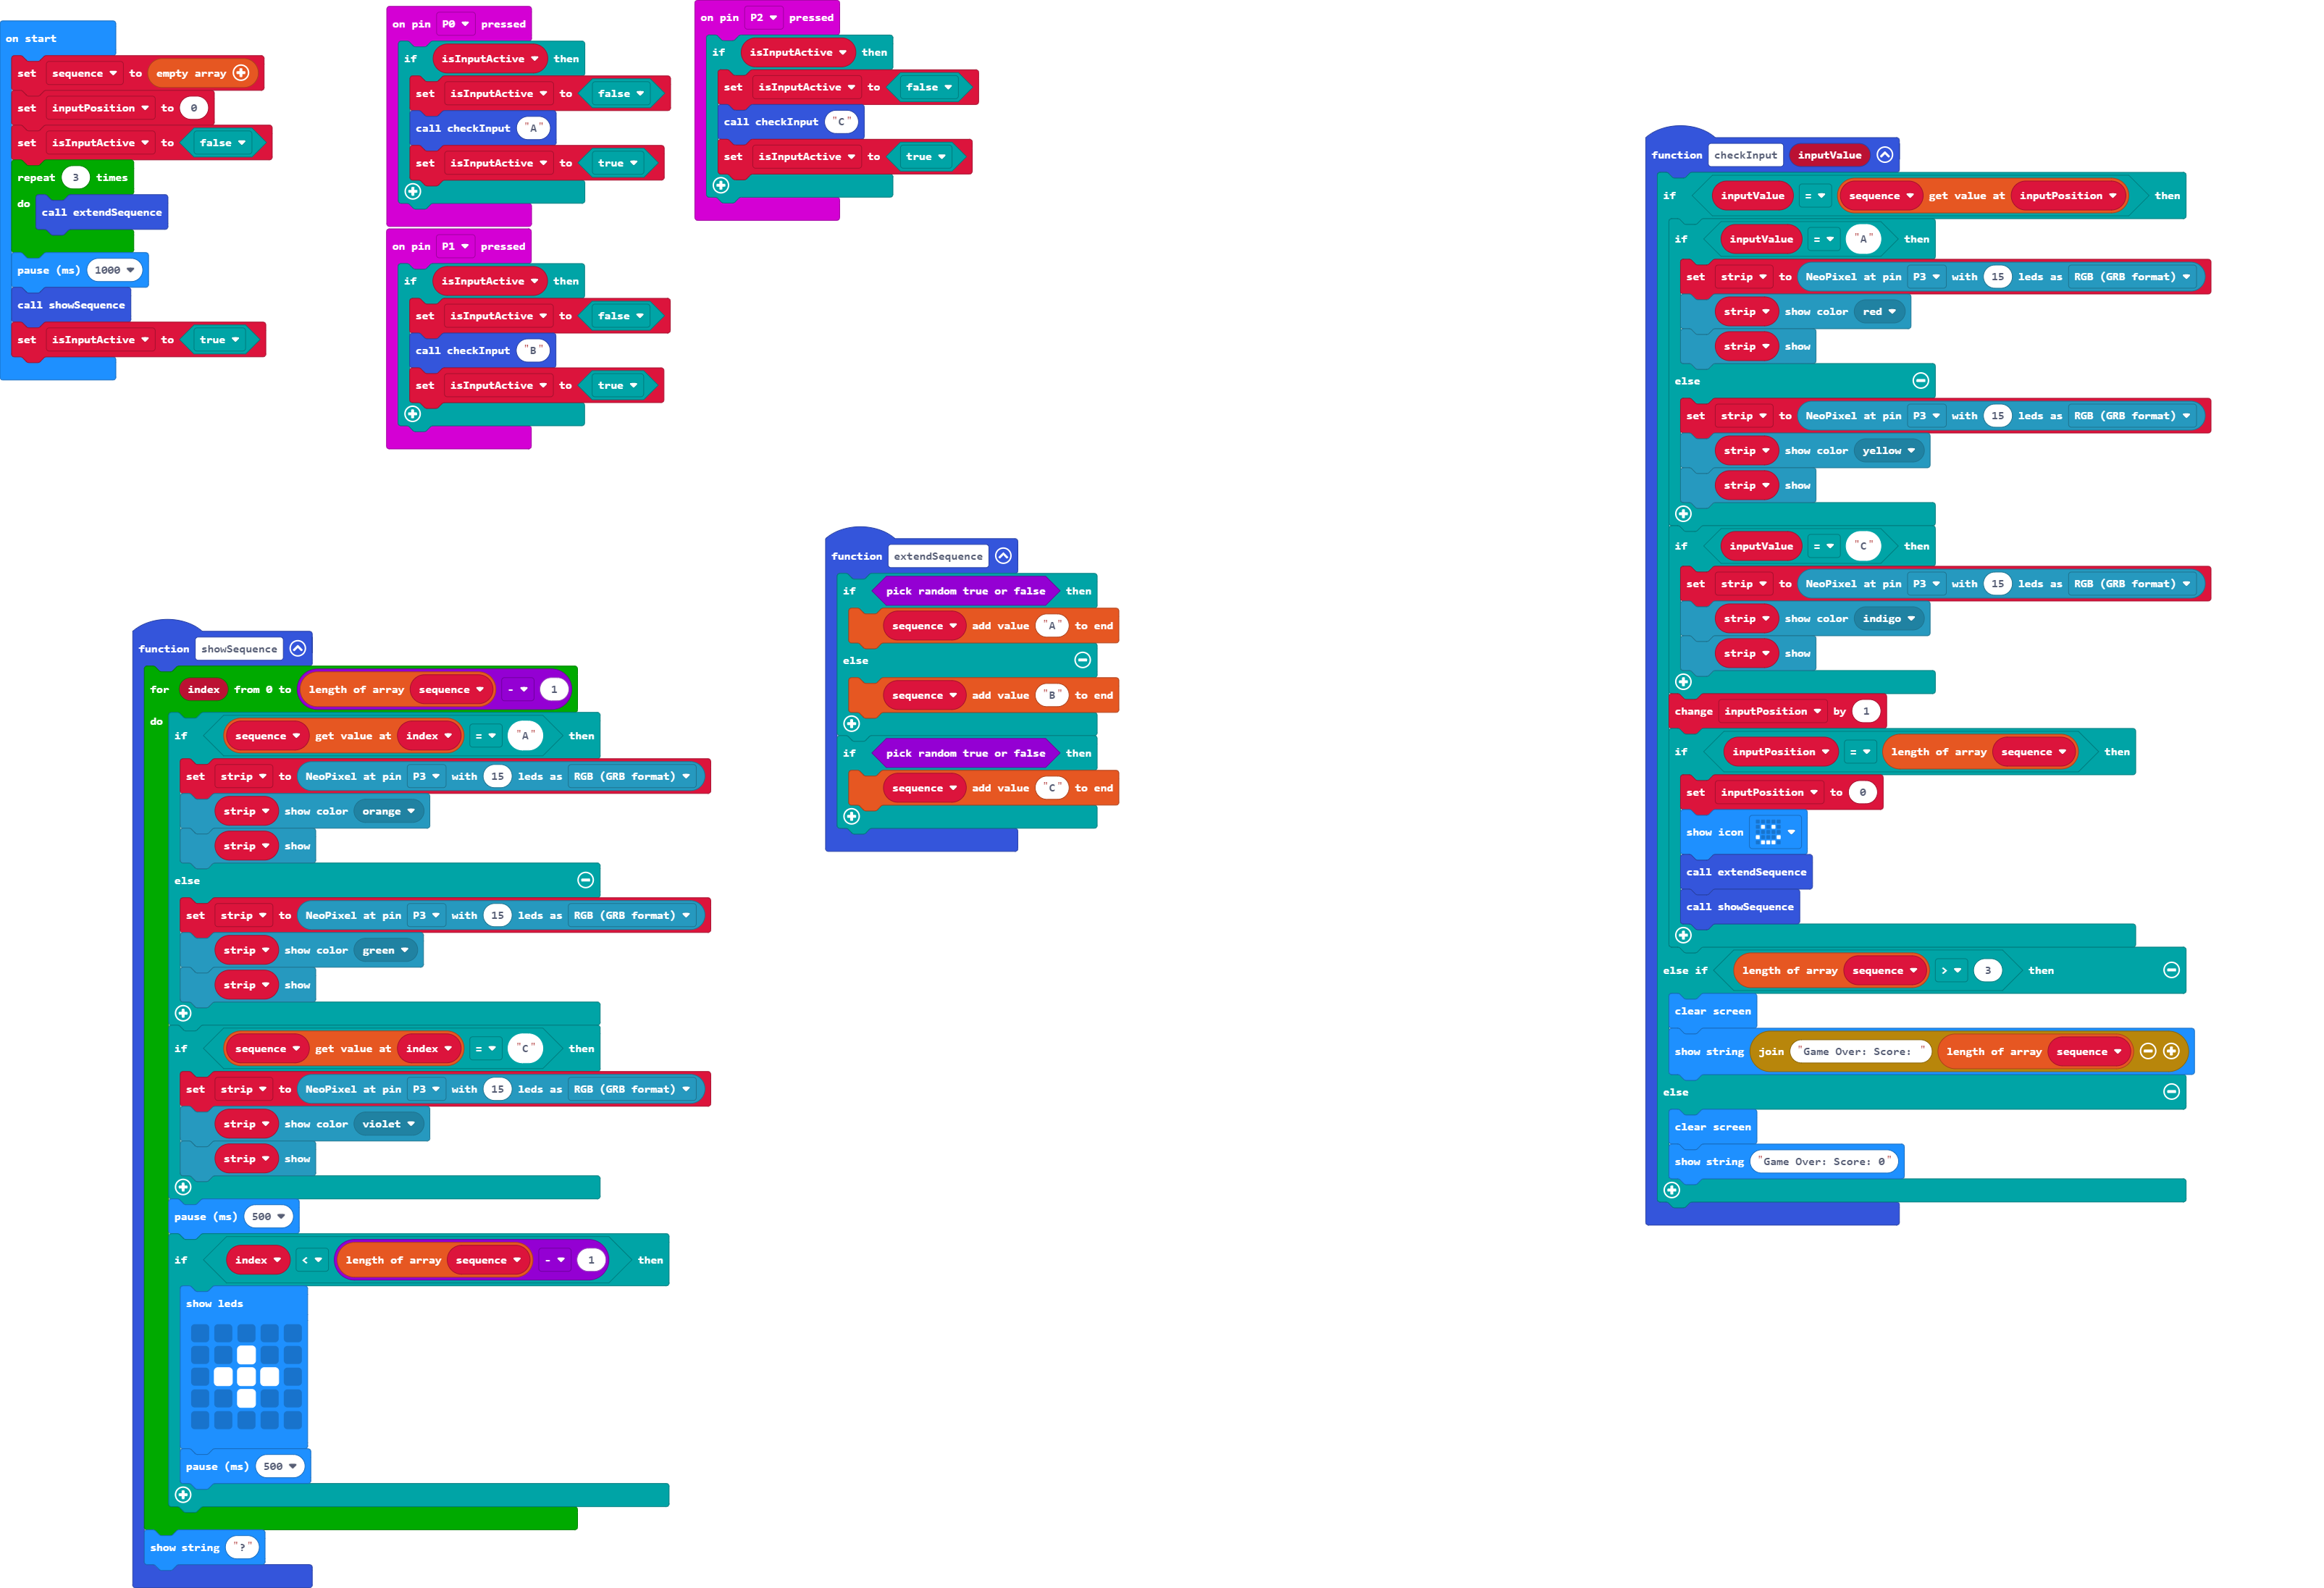 on start
set sequence to empty array
set inputPosition to 0
set isInputActive to false
repeat 3 times
do call extendSequence
pause (ms) 1000
call showSequence
set isInputActive to true
on pin P0 pressed
if isInputActive then
set isInputActive to false
call checkInput "A"
set isInputActive to true
on pin P1 pressed
if isInputActive then
set isInputActive to false
call checkInput "B"
set isInputActive to true
on pin P2 pressed
if isInputActive then
set isInputActive to false
call checkInput "C"
set isInputActive to true
function showSequence
for index from 0 to length of array sequence - 1
do
if sequence get value at index = "A" then
set strip to NeoPixel at pin P3 with 15 leds as RGB (GRB format)
strip show color orange
strip show
else
set strip to NeoPixel at pin P3 with 15 leds as RGB (GRB format)
strip show color green
strip show
if sequence get value at index = "C" then
set strip to NeoPixel at pin P3 with 15 leds as RGB (GRB format)
strip show color violet
strip show
pause (ms) 500
if index < length of array sequence - 1 then
show leds
pause (ms) 500
show string "?"
function extendSequence
if pick random true or false then
sequence add value "A" to end
else
sequence add value "B" to end
if pick random true or false then
sequence add value "C" to end
function checkInput inputValue
if inputValue = sequence get value at inputPosition then
if inputValue = "A" then
set strip to NeoPixel at pin P3 with 15 leds as RGB (GRB format)
strip show color red
strip show
else
set strip to NeoPixel at pin P3 with 15 leds as RGB (GRB format)
strip show color yellow
strip show
if inputValue = "C" then
set strip to NeoPixel at pin P3 with 15 leds as RGB (GRB format)
strip show color indigo
strip show
change inputPosition by 1
if inputPosition = length of array sequence then
set inputPosition to 0
show icon
call extendSequence
call showSequence
else if length of array sequence > 3 then
clear screen
show string join "Game Over: Score: " length of array sequence
else
clear screen
show string "Game Over: Score: 0"